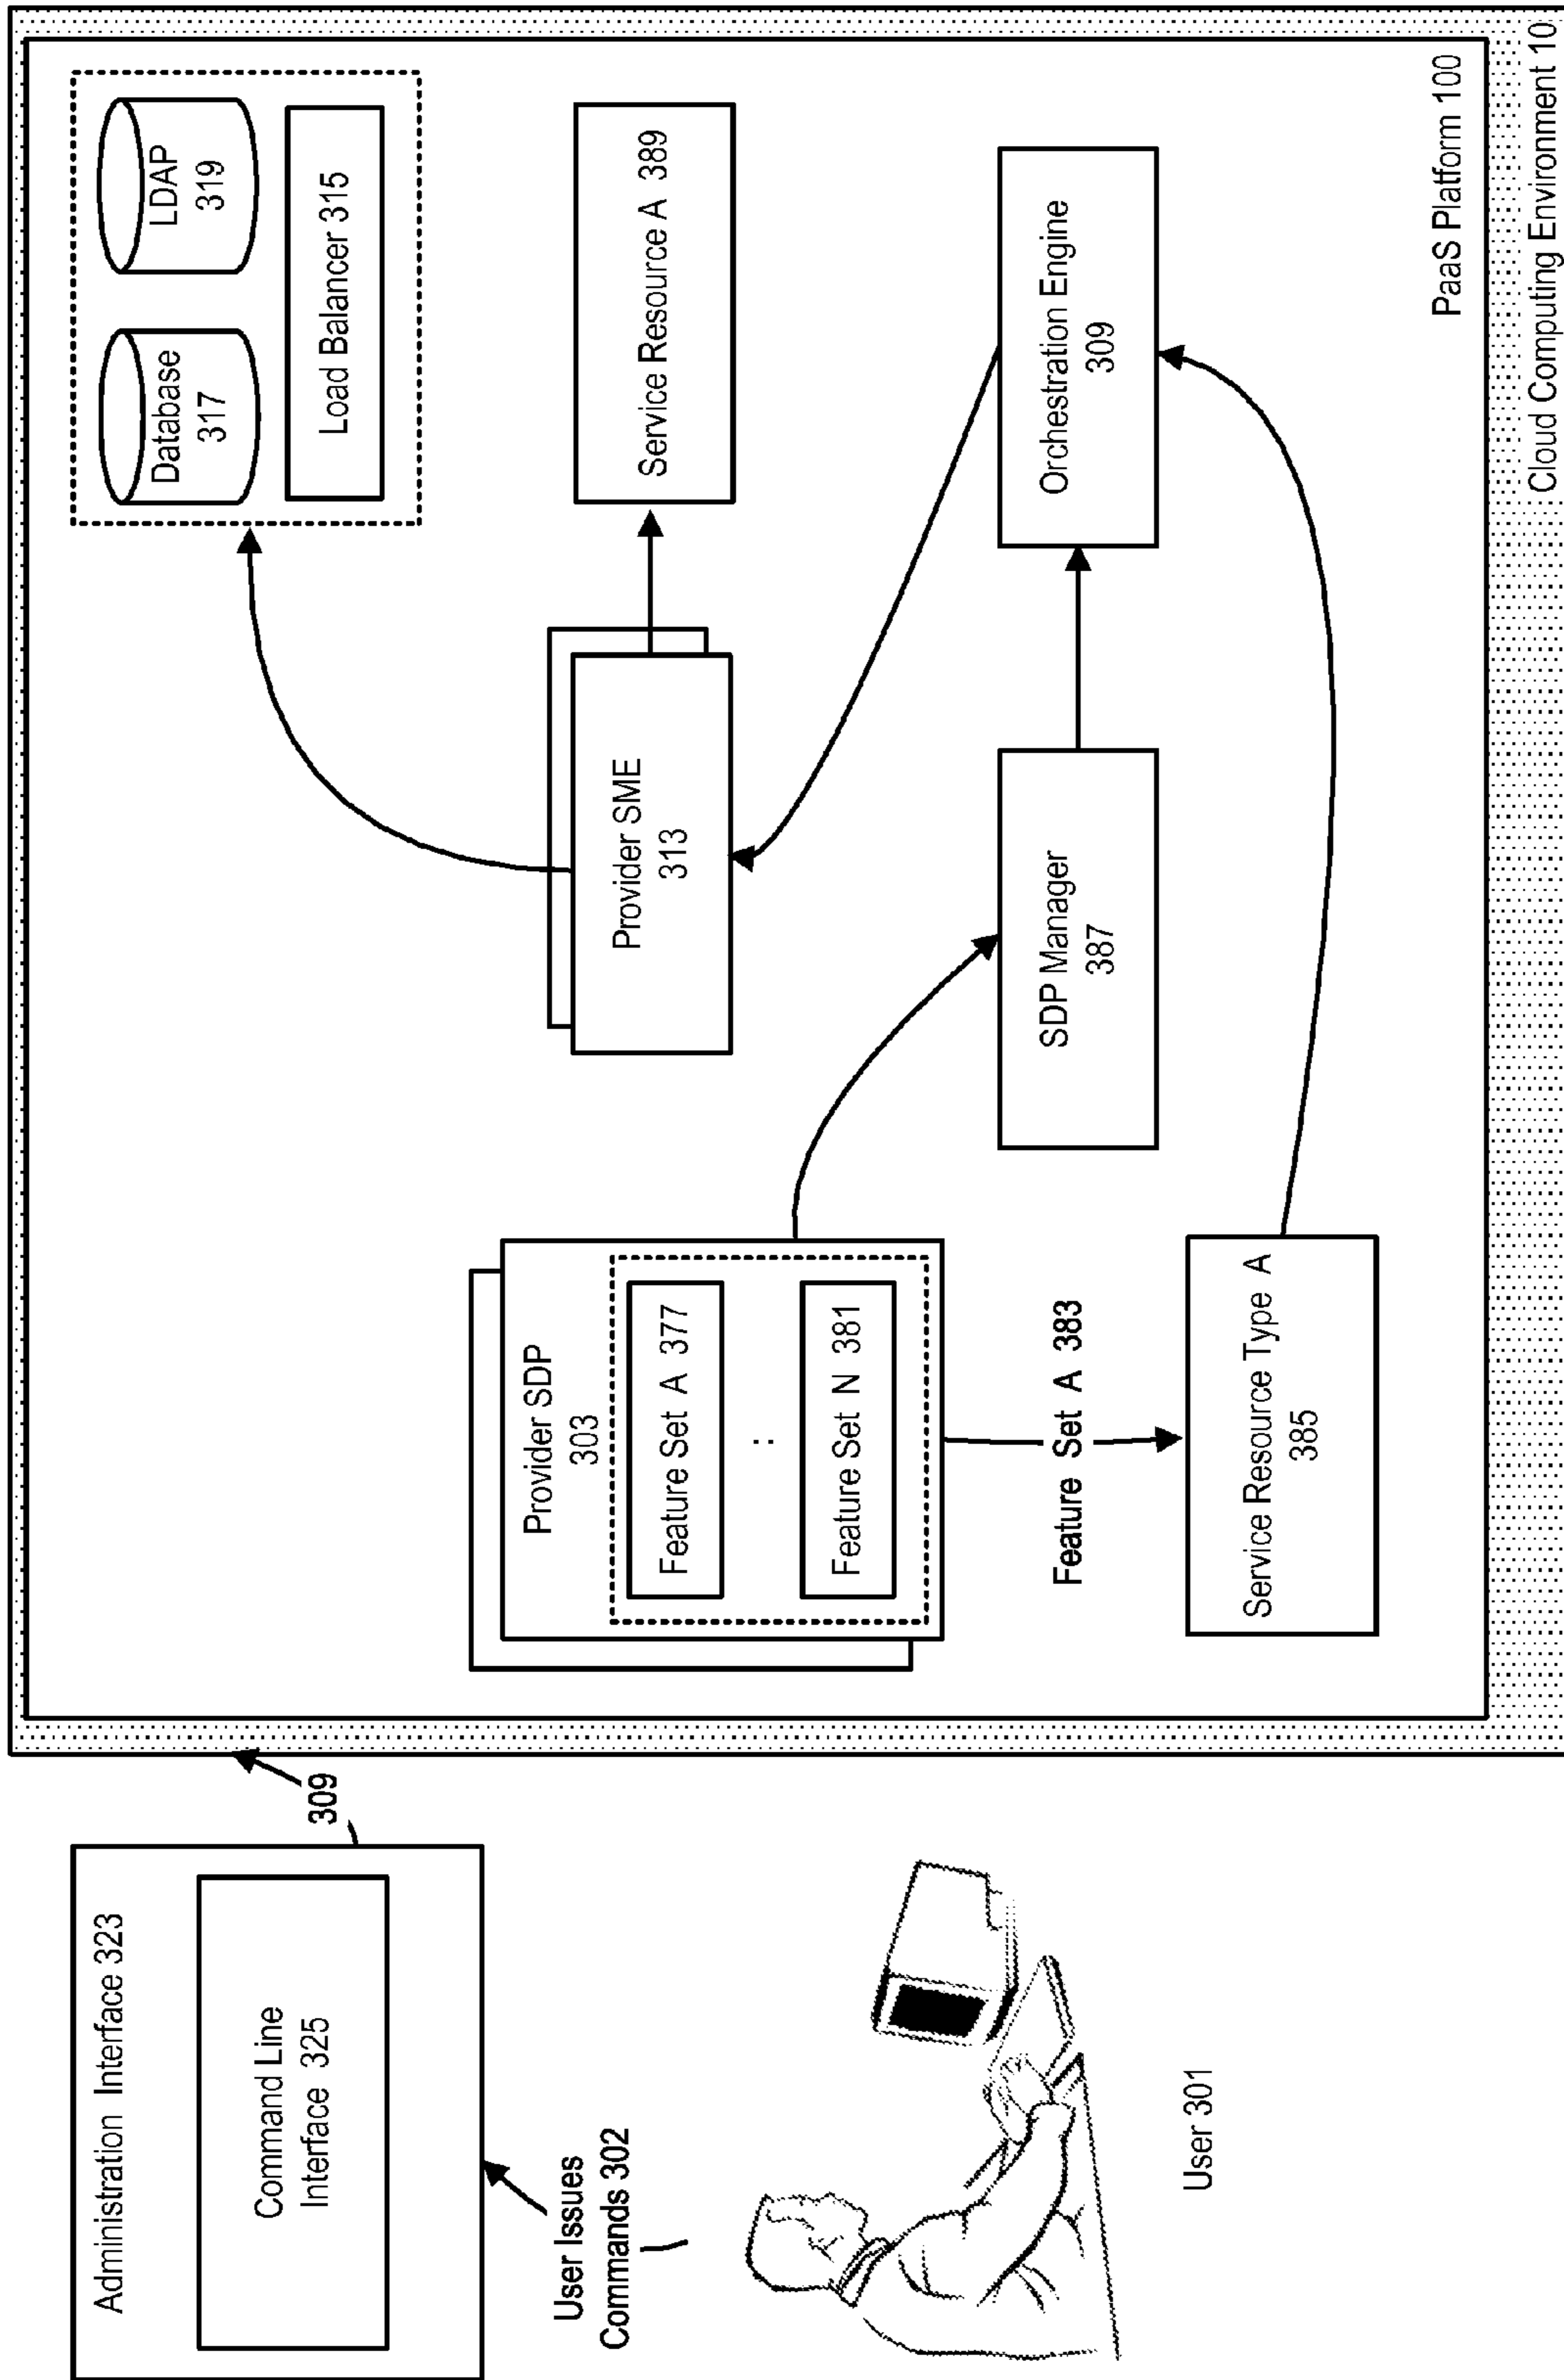 Administration Interface 323
Command Line
Interface 325
309
User Issues
Commands 302
User 301
Provider SDP
303
Feature Set A 377
:
Feature Set N 381
Feature Set A 383
Service Resource Type A
385
Database
317
LDAP
319
Load Balancer 315
Provider SME
313
Service Resource A 389
SDP Manager
387
Orchestration Engine
309
PaaS Platform 100
Cloud Computing Environment 10